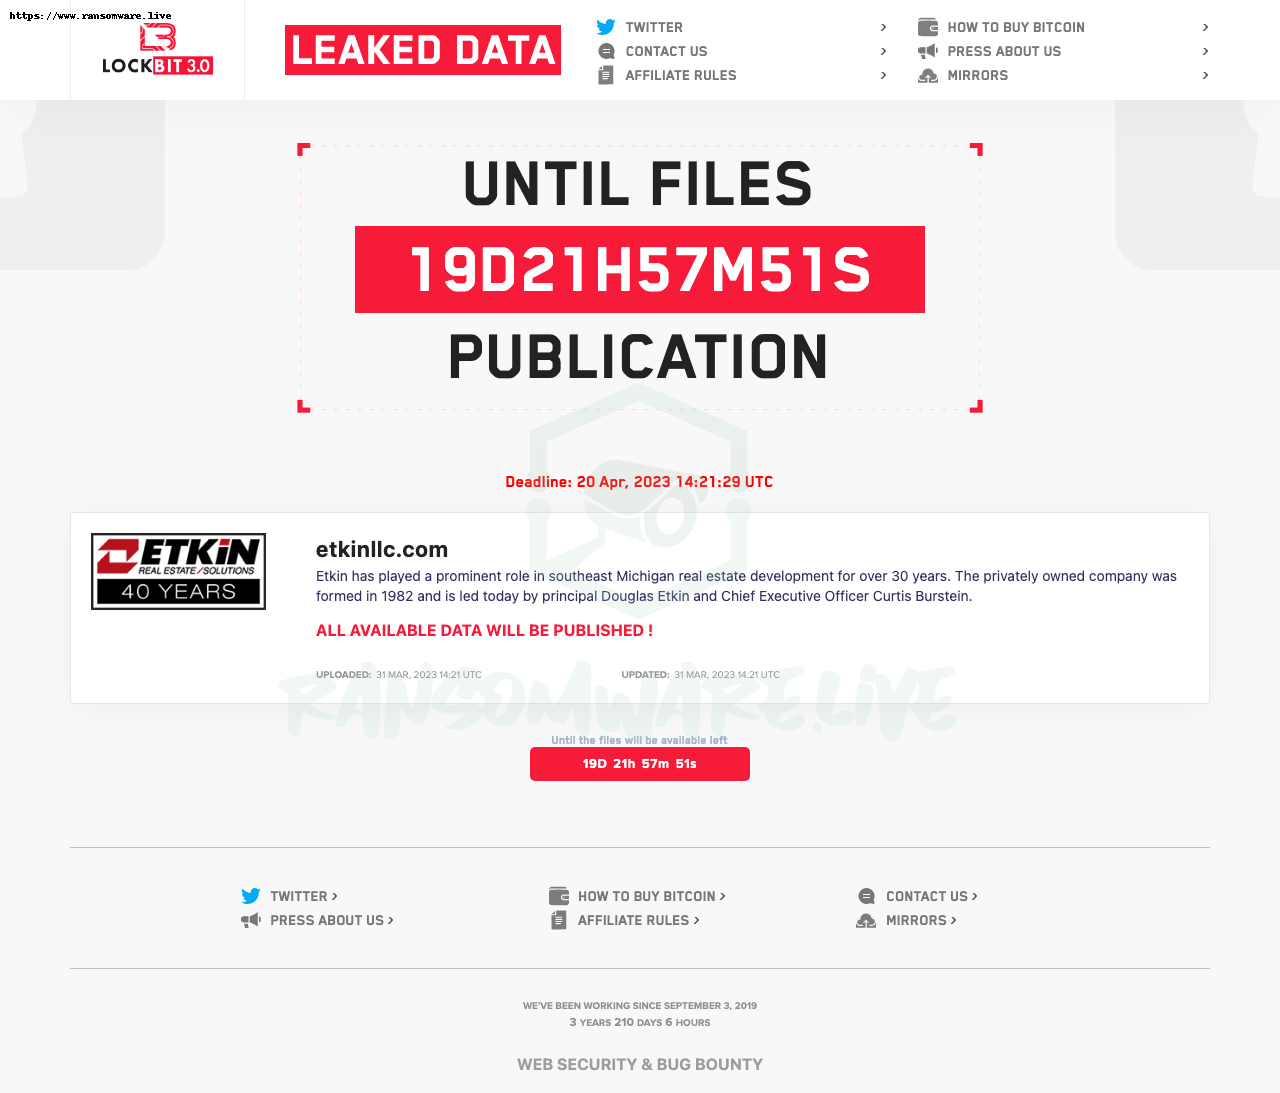 https://www.ransomware.live
LOCKBIT 3.0
LEAKED DATA
TWITTER >
CONTACT US >
AFFILIATE RULES >
HOW TO BUY BITCOIN >
PRESS ABOUT US >
MIRRORS >
UNTIL FILES
19D21H57M51S
PUBLICATION
Deadline: 20 Apr, 2023 14:21:29 UTC
ETKIN
REAL ESTATE/SOLUTIONS
40 YEARS
etkinllc.com
Etkin has played a prominent role in southeast Michigan real estate development for over 30 years. The privately owned company was
formed in 1982 and is led today by principal Douglas Etkin and Chief Executive Officer Curtis Burstein.
ALL AVAILABLE DATA WILL BE PUBLISHED !
UPLOADED: 31 MAR, 2023 14:21 UTC UPDATED: 31 MAR, 2023 14:21 UTC
RANSOMWARE.LIVE
Until the files will be available left
19D 21h 57m 51s
TWITTER >
HOW TO BUY BITCOIN >
CONTACT US >
PRESS ABOUT US >
AFFILIATE RULES >
MIRRORS >
WE'VE BEEN WORKING SINCE SEPTEMBER 3, 2019
3 YEARS 210 DAYS 6 HOURS
WEB SECURITY & BUG BOUNTY